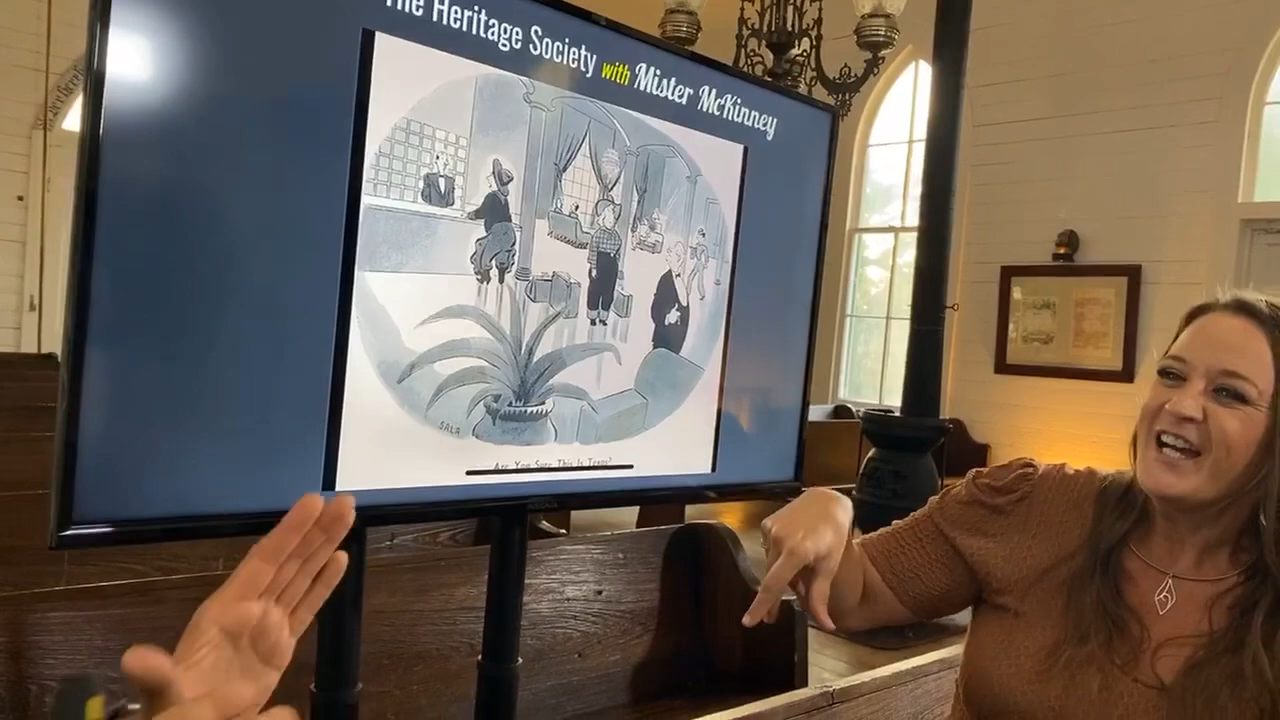 The Heritage Society with Mister McKinney
SALA
Are You Sure This Is Texas?